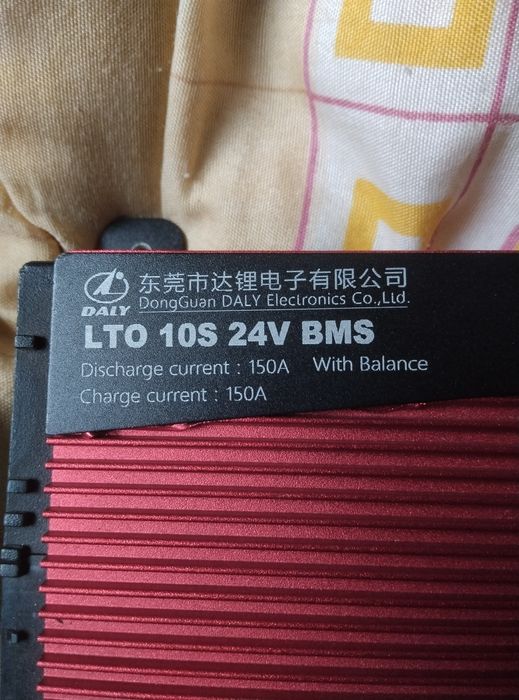 东莞市达锂电子有限公司
DALY
DongGuan DALY Electronics Co.,Ltd.
LTO 10S 24V BMS
Discharge current : 150A With Balance
Charge current : 150A